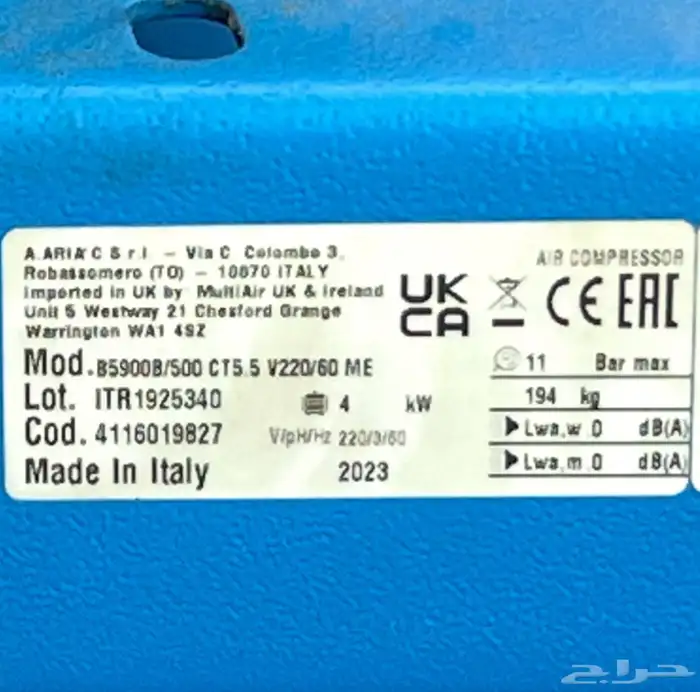 A.ARIA C S r l – Via C. Colombo 3,
Robassomero (TO) – 10070 ITALY
Imported in UK by MultiAir UK & Ireland
Unit 5 Westway 21 Chesford Grange
Warrington WA1 4SZ
AIR COMPRESSOR
UK
CA
CE EAC
Mod. B5900B/500 CT5.5 V220/60 ME
11 Bar max
Lot. ITR1925340
4 kW
194 kg
Cod. 4116019827
V/pH/Hz 220/3/60
Lwa,w 0 dB(A)
Made In Italy
2023
Lwa,m 0 dB(A)
حراج